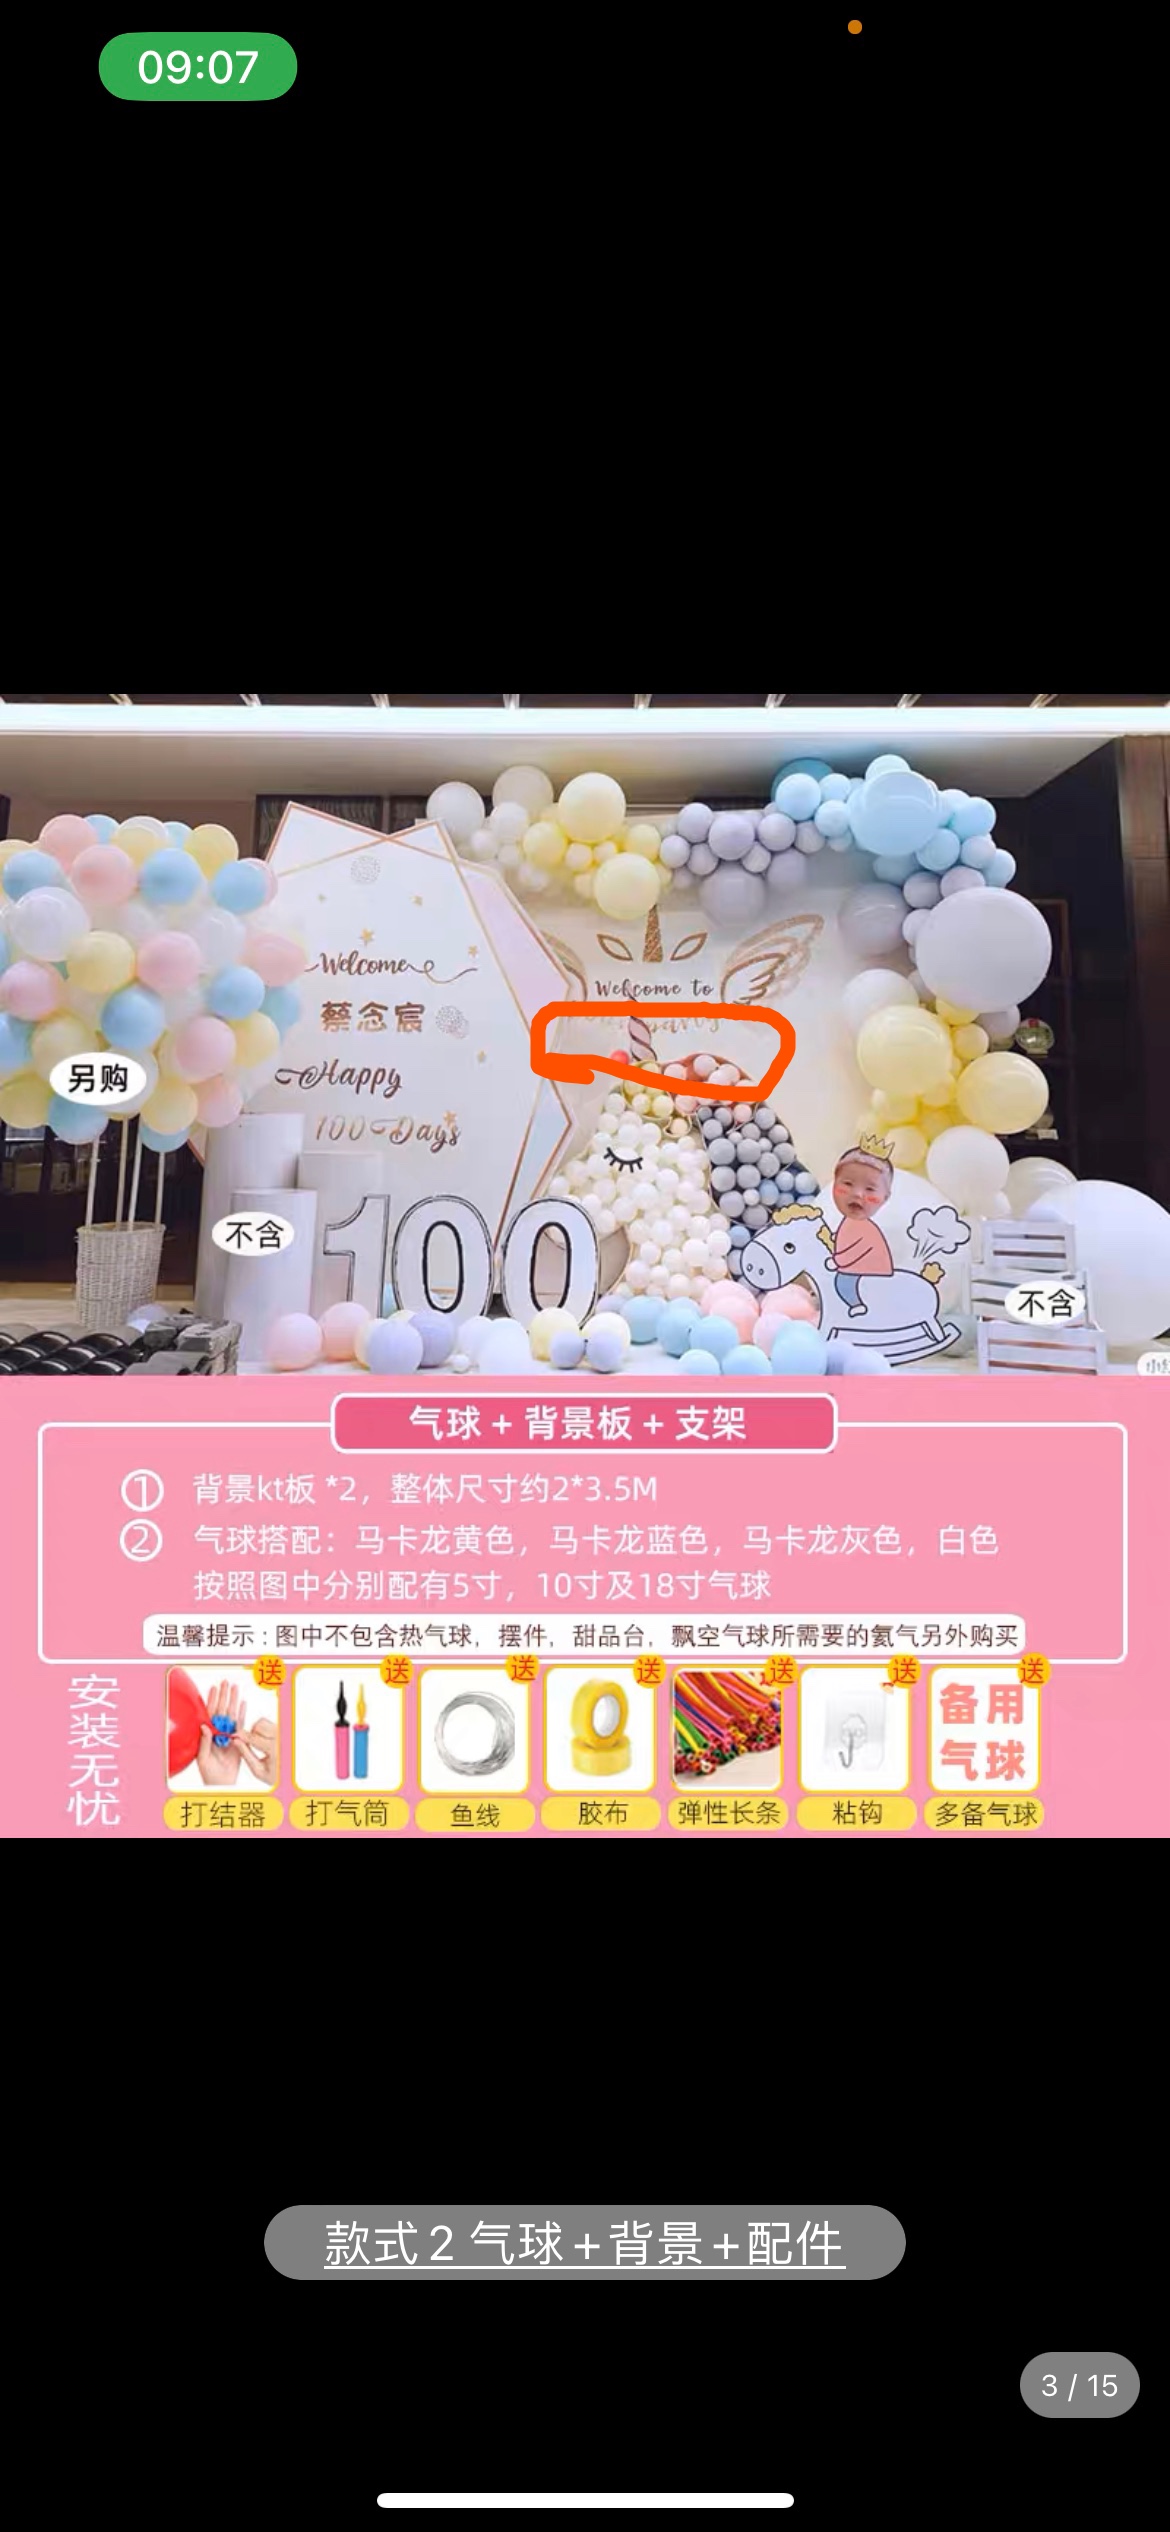 09:07
Welcome
蔡念宸
Happy
100 Days
Welcome to
party
另购
不含
100
不含
气球 + 背景板 + 支架
① 背景kt板 *2，整体尺寸约2*3.5M
② 气球搭配：马卡龙黄色，马卡龙蓝色，马卡龙灰色，白色
按照图中分别配有5寸，10寸及18寸气球
温馨提示 : 图中不包含热气球，摆件，甜品台，飘空气球所需要的氦气另外购买
安装无忧
送 送 送 送 送 送 送
备用
气球
打结器 打气筒 鱼线 胶布 弹性长条 粘钩 多备气球
款式2 气球+背景+配件
3 / 15